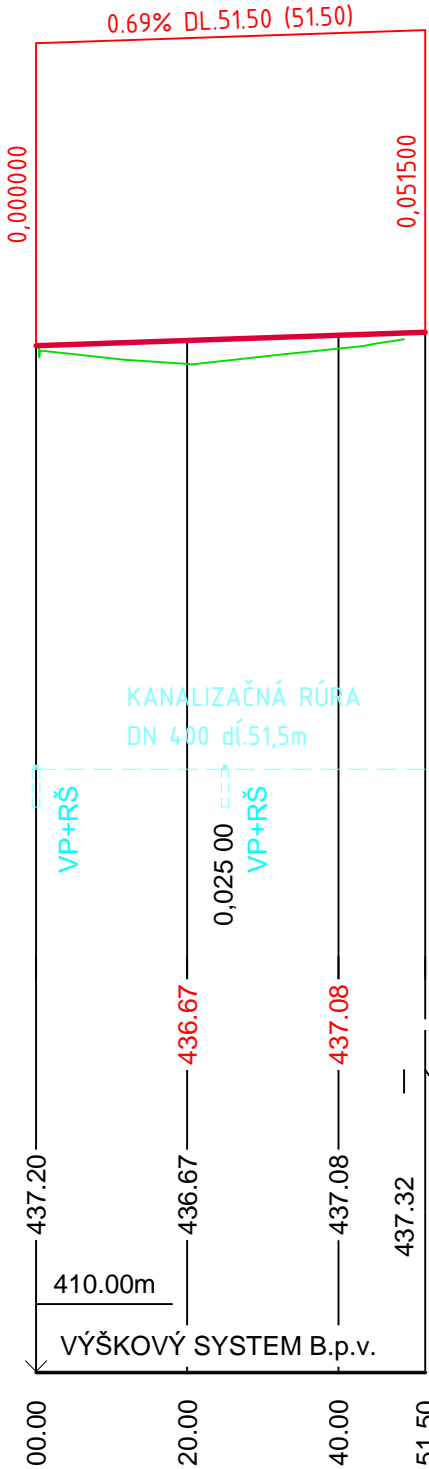 0.69% DL.51.50 (51.50)
0,000000
0,051500
KANALIZAČNÁ RÚRA
DN 400 dĺ.51,5m
VP+RŠ
0,025 00
VP+RŠ
436.67
437.08
437.20
436.67
437.08
437.32
410.00m
VÝŠKOVÝ SYSTEM B.p.v.
00.00
20.00
40.00
51.50